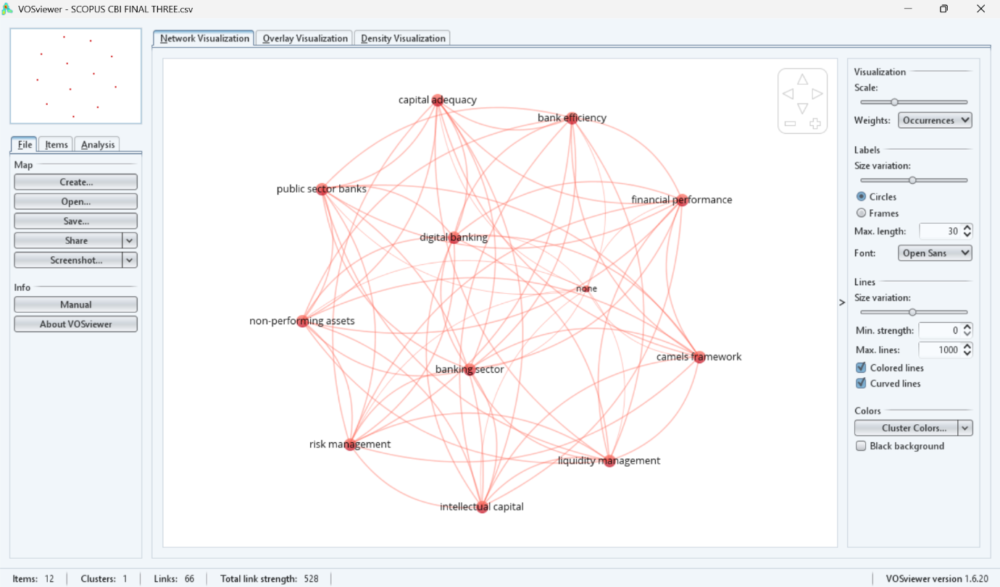 VOSviewer - SCOPUS CBI FINAL THREE.csv
Network Visualization
Overlay Visualization
Density Visualization
File
Items
Analysis
Map
Create...
Open...
Save...
Share
Screenshot...
Info
Manual
About VOSviewer
capital adequacy
bank efficiency
public sector banks
financial performance
digital banking
none
non-performing assets
camels framework
banking sector
risk management
liquidity management
intellectual capital
>
Visualization
Scale:
Weights: Occurrences
Labels
Size variation:
Circles
Frames
Max. length: 30
Font: Open Sans
Lines
Size variation:
Min. strength: 0
Max. lines: 1000
Colored lines
Curved lines
Colors
Cluster Colors...
Black background
Items: 12
Clusters: 1
Links: 66
Total link strength: 528
VOSviewer version 1.6.20